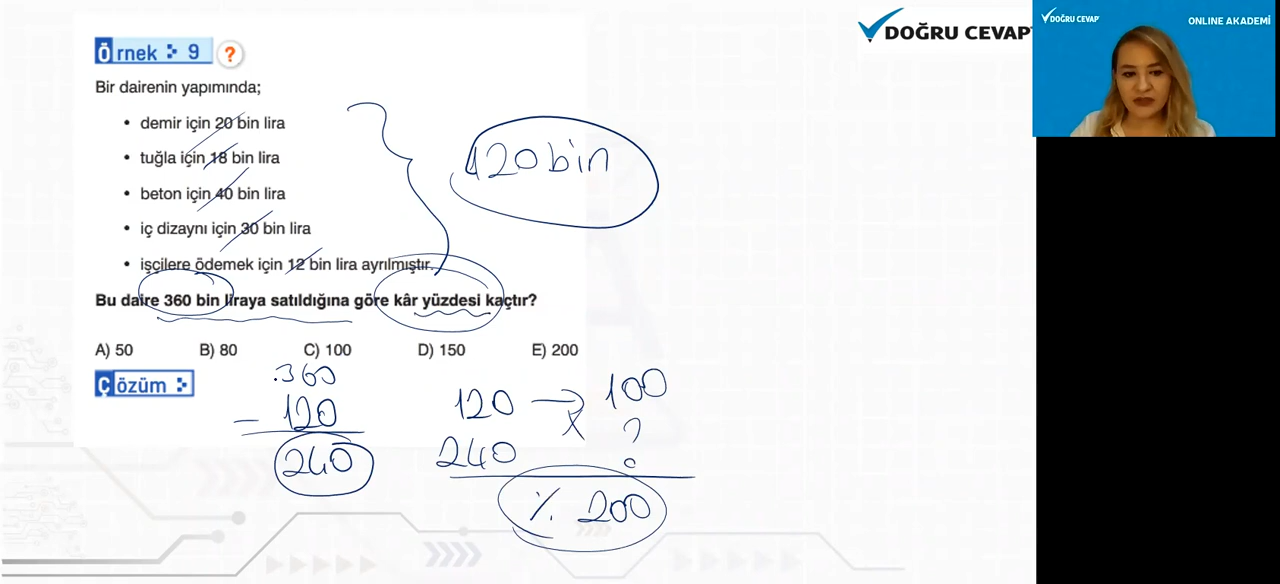 DOĞRU CEVAP
DOĞRU CEVAP
ONLINE AKADEMİ
Örnek 9 ?
Bir dairenin yapımında;
• demir için 20 bin lira
• tuğla için 18 bin lira
• beton için 40 bin lira
• iç dizaynı için 30 bin lira
• işçilere ödemek için 12 bin lira ayrılmıştır.
120 bin
Bu daire 360 bin liraya satıldığına göre kâr yüzdesi kaçtır?
A) 50 B) 80 C) 100 D) 150 E) 200
Çözüm
360
- 120
240
120 → 100
240 ?
% 200